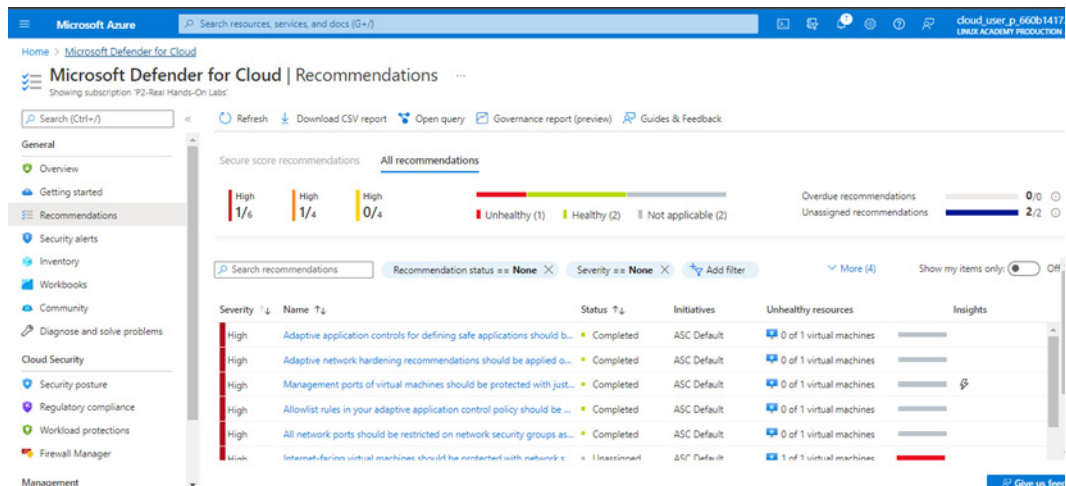 Microsoft Azure
Search resources, services, and docs (G+/)
7
cloud_user_p_660b1417.
LINUX ACADEMY PRODUCTION
Home > Microsoft Defender for Cloud
Microsoft Defender for Cloud | Recommendations ...
Showing subscription 'P2-Real Hands-On Labs'
Search (Ctrl+/)
«
Refresh
Download CSV report
Open query
Governance report (preview)
Guides & Feedback
General
Overview
Getting started
Recommendations
Security alerts
Inventory
Workbooks
Community
Diagnose and solve problems
Cloud Security
Security posture
Regulatory compliance
Workload protections
Firewall Manager
Management
Secure score recommendations
All recommendations
High 1/6
High 1/4
High 0/4
Unhealthy (1)
Healthy (2)
Not applicable (2)
Overdue recommendations 0/0
Unassigned recommendations 2/2
Search recommendations
Recommendation status == None
Severity == None
Add filter
More (4)
Show my items only: Off
Severity ↑↓ Name ↑↓ Status ↑↓ Initiatives Unhealthy resources Insights
High Adaptive application controls for defining safe applications should b... Completed ASC Default 0 of 1 virtual machines
High Adaptive network hardening recommendations should be applied o... Completed ASC Default 0 of 1 virtual machines
High Management ports of virtual machines should be protected with just... Completed ASC Default 0 of 1 virtual machines
High Allowlist rules in your adaptive application control policy should be ... Completed ASC Default 0 of 1 virtual machines
High All network ports should be restricted on network security groups as... Completed ASC Default 0 of 1 virtual machines
High Internet-facing virtual machines should be protected with network s... Unassigned ASC Default 1 of 1 virtual machines
Give us feed